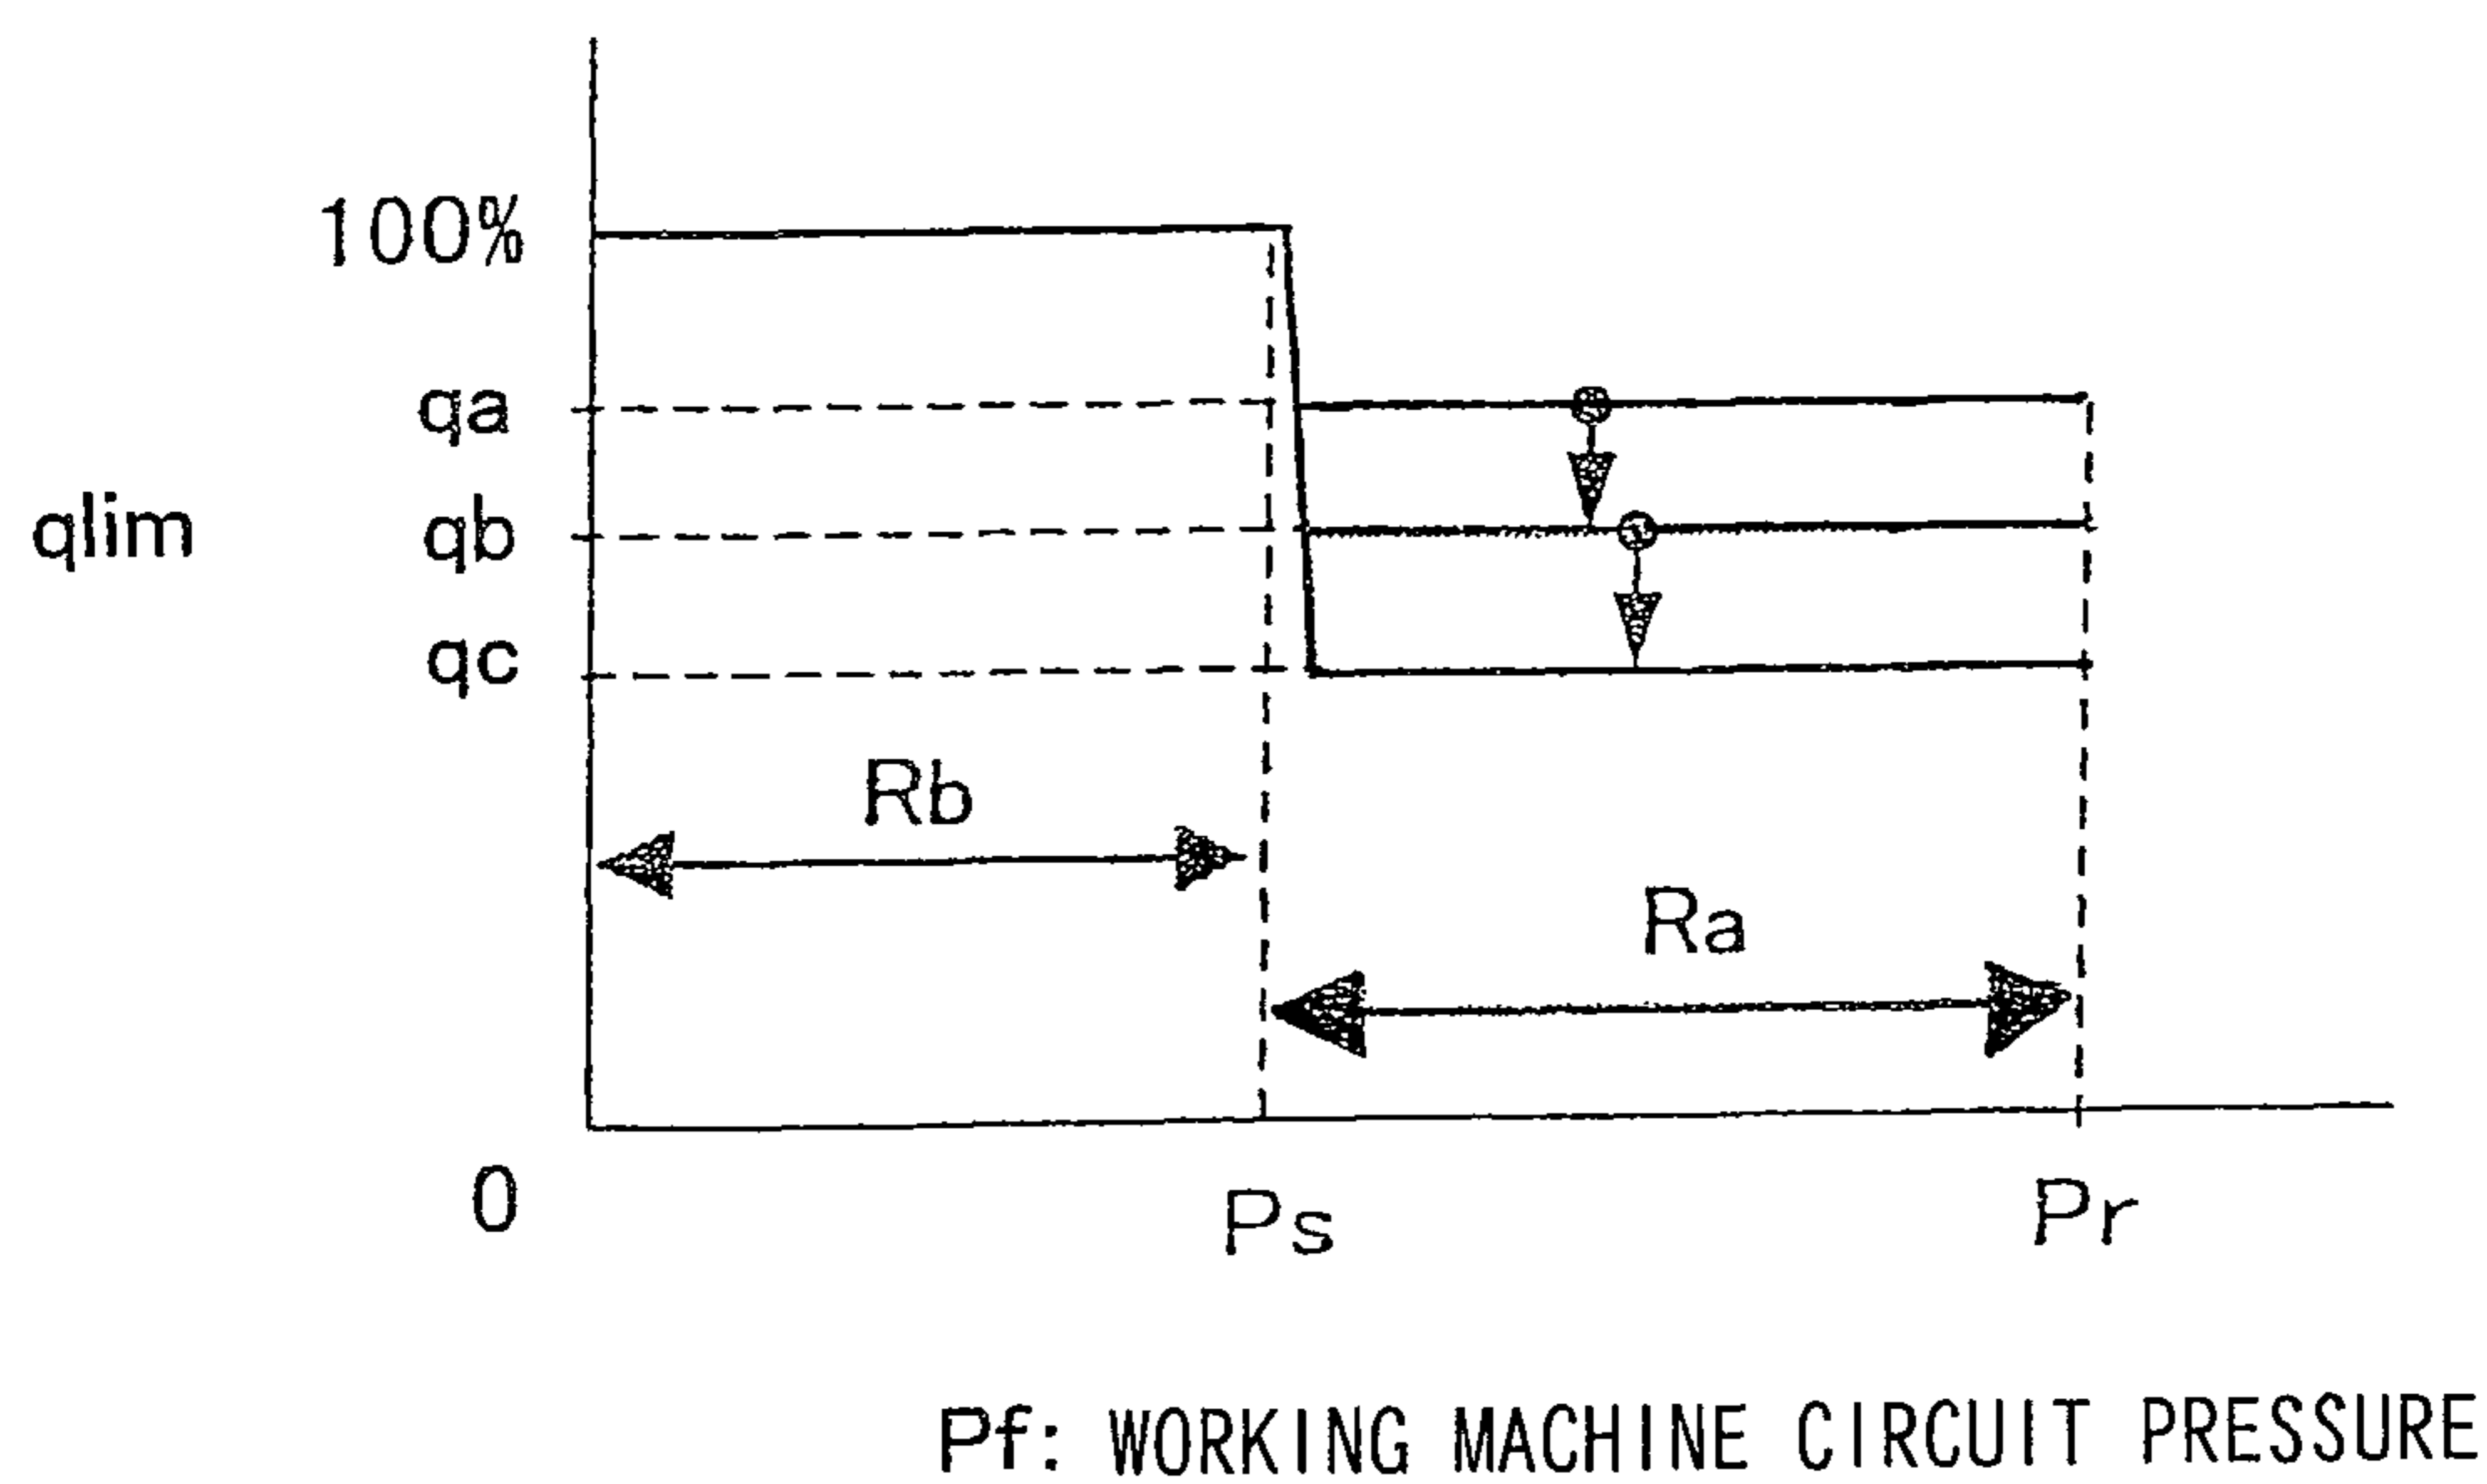 100%
qa
qlim
qb
qc
Rb
Ra
0
Ps
Pr
Pf: WORKING MACHINE CIRCUIT PRESSURE